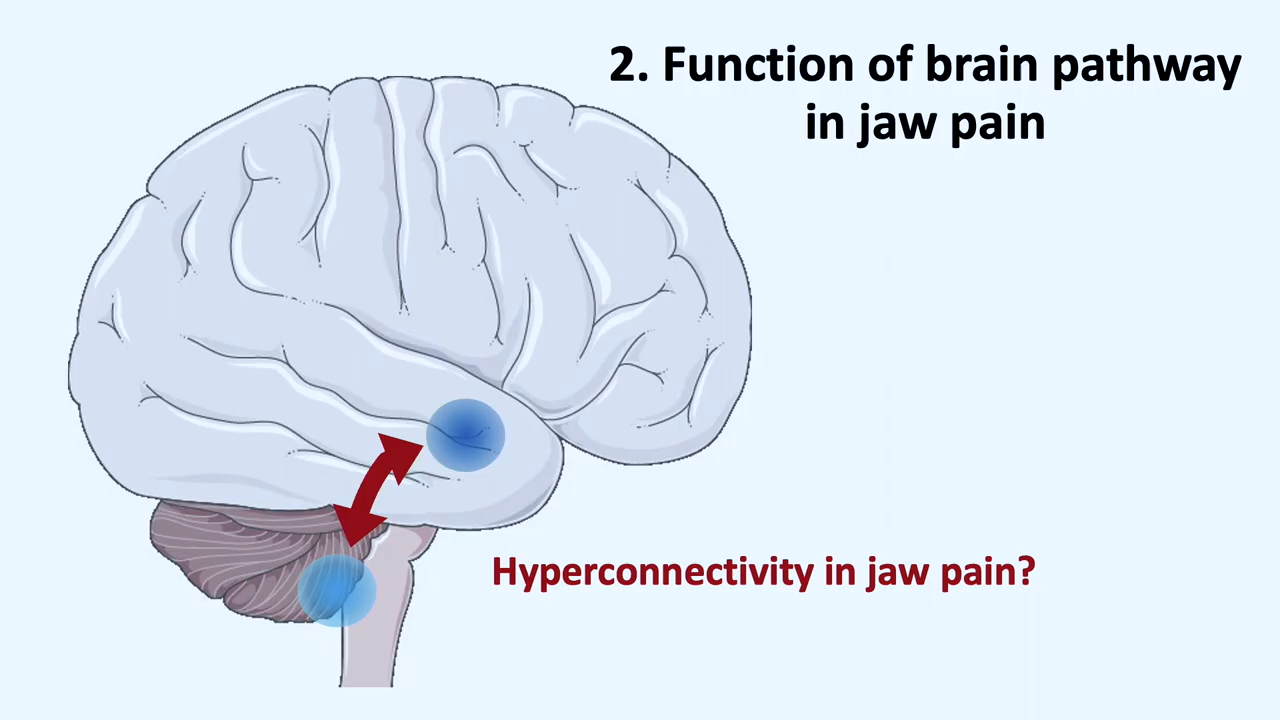 2. Function of brain pathway
in jaw pain
Hyperconnectivity in jaw pain?